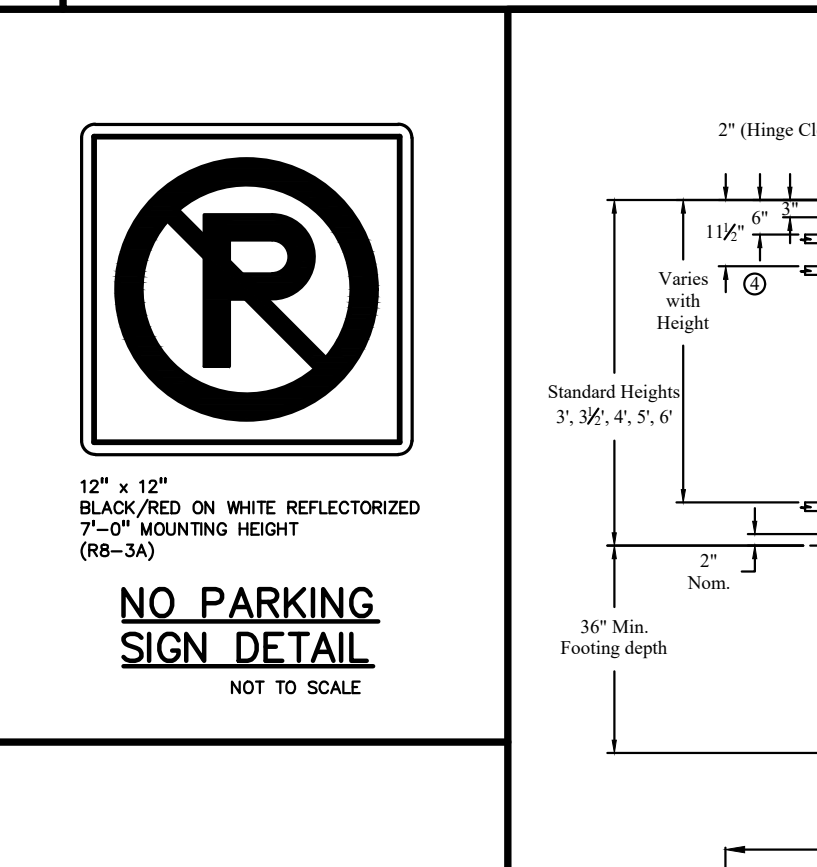 P
12" x 12"
BLACK/RED ON WHITE REFLECTORIZED
7'-0" MOUNTING HEIGHT
(R8-3A)
NO PARKING
SIGN DETAIL
NOT TO SCALE
2" (Hinge Cl
3"
6"
11½"
4
Varies
with
Height
Standard Heights
3', 3½', 4', 5', 6'
2"
Nom.
36" Min.
Footing depth